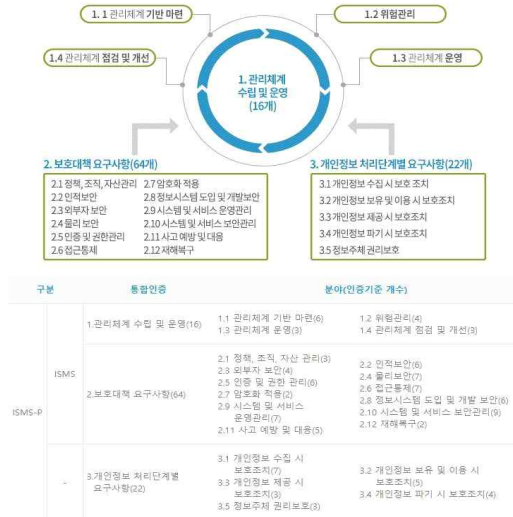 1. 1 관리체계 기반 마련
1.2 위험관리
1.4 관리체계 점검 및 개선
1.3 관리체계 운영
1. 관리체계
수립 및 운영
(16개)
2. 보호대책 요구사항(64개)
2.1 정책, 조직, 자산관리 2.7 암호화 적용
2.2 인적보안 2.8 정보시스템 도입 및 개발보안
2.3 외부자 보안 2.9 시스템 및 서비스 운영관리
2.4 물리 보안 2.10 시스템 및 서비스 보안관리
2.5 인증 및 권한관리 2.11 사고 예방 및 대응
2.6 접근통제 2.12 재해복구
3. 개인정보 처리단계별 요구사항(22개)
3.1 개인정보 수집 시 보호 조치
3.2 개인정보 보유 및 이용 시 보호조치
3.3 개인정보 제공 시 보호조치
3.4 개인정보 파기 시 보호조치
3.5 정보주체 권리보호
구분 통합인증 분야(인증기준 개수)
ISMS-P
ISMS
1.관리체계 수립 및 운영(16)
1.1 관리체계 기반 마련(6) 1.2 위험관리(4)
1.3 관리체계 운영(3) 1.4 관리체계 점검 및 개선(3)
2.보호대책 요구사항(64)
2.1 정책, 조직, 자산 관리(3)
2.3 외부자 보안(4)
2.5 인증 및 권한 관리(6)
2.7 암호화 적용(2)
2.9 시스템 및 서비스
운영관리(7)
2.11 사고 예방 및 대응(5)
2.2 인적보안(6)
2.4 물리보안(7)
2.6 접근통제(7)
2.8 정보시스템 도입 및 개발 보안(6)
2.10 시스템 및 서비스 보안관리(9)
2.12 재해복구(2)
-
3.개인정보 처리단계별
요구사항(22)
3.1 개인정보 수집 시
보호조치(7)
3.3 개인정보 제공 시
보호조치(3)
3.5 정보주체 권리보호(3)
3.2 개인정보 보유 및 이용 시
보호조치(5)
3.4 개인정보 파기 시 보호조치(4)